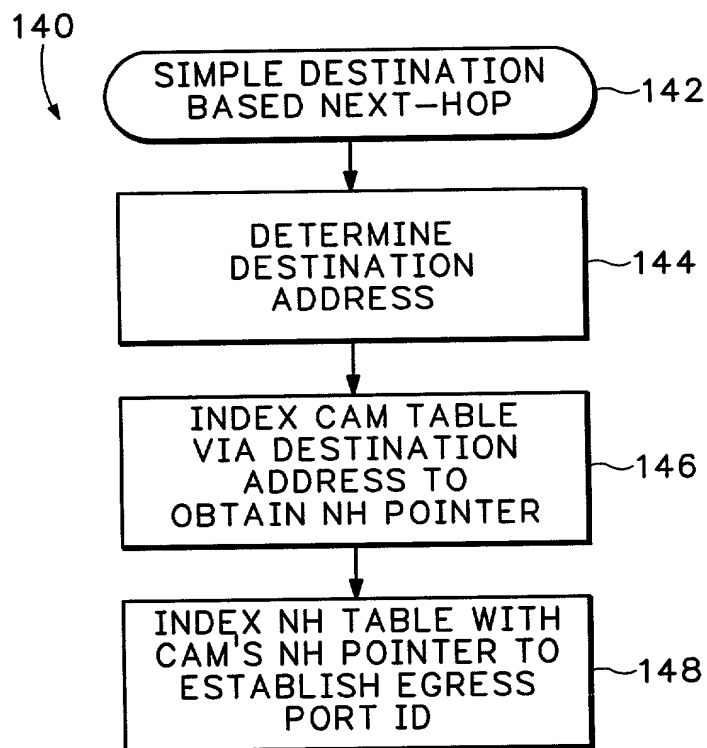 140
SIMPLE DESTINATION
BASED NEXT-HOP
142
DETERMINE
DESTINATION
ADDRESS
144
INDEX CAM TABLE
VIA DESTINATION
ADDRESS TO
OBTAIN NH POINTER
146
INDEX NH TABLE WITH
CAM'S NH POINTER TO
ESTABLISH EGRESS
PORT ID
148